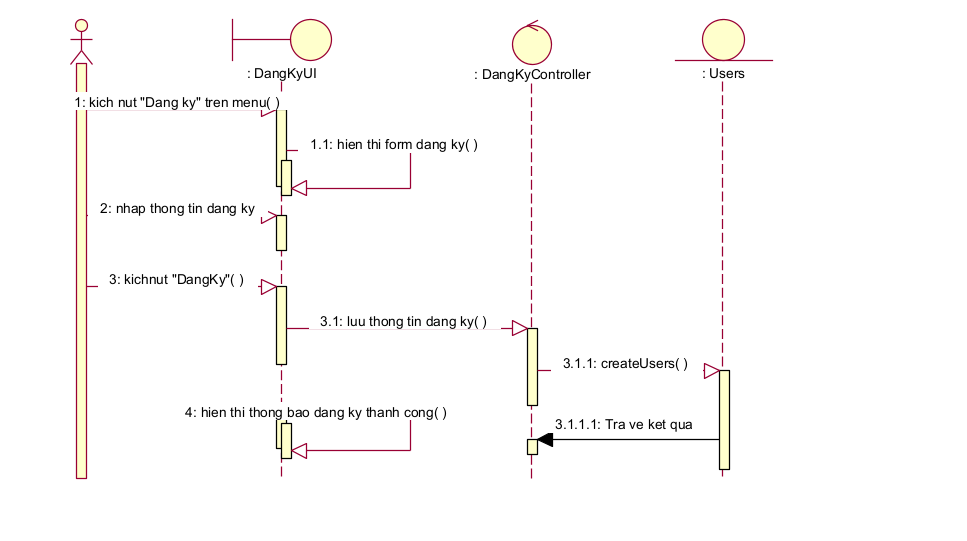 : DangKyUI
: DangKyController
: Users
1: kich nut "Dang ky" tren menu( )
1.1: hien thi form dang ky( )
2: nhap thong tin dang ky
3: kichnut "DangKy"( )
3.1: luu thong tin dang ky( )
3.1.1: createUsers( )
4: hien thi thong bao dang ky thanh cong( )
3.1.1.1: Tra ve ket qua